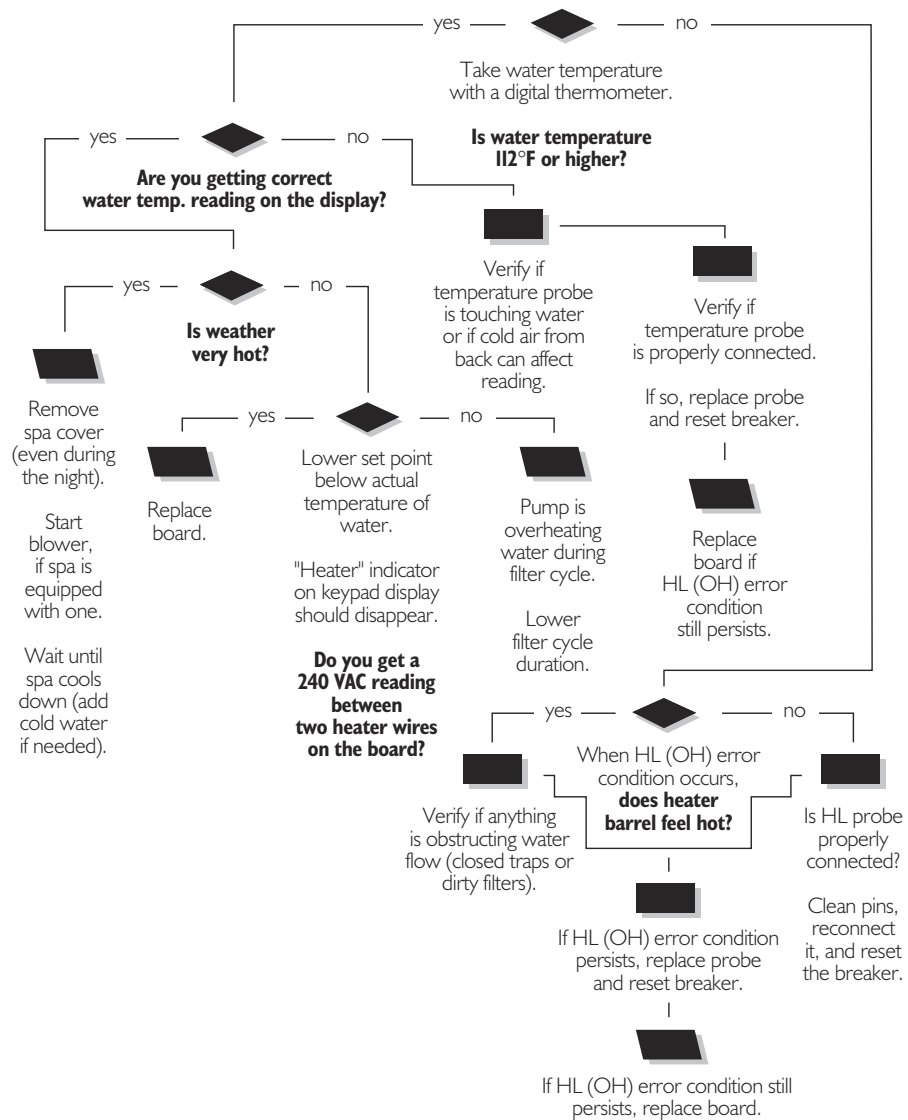 yes
no
Take water temperature
with a digital thermometer.
Is water temperature
112°F or higher?
yes
no
Are you getting correct
water temp. reading on the display?
Verify if
temperature probe
is touching water
or if cold air from
back can affect
reading.
Verify if
temperature probe
is properly connected.
If so, replace probe
and reset breaker.
Replace
board if
HL (OH) error
condition
still persists.
yes
no
Is weather
very hot?
Remove
spa cover
(even during
the night).
Start
blower,
if spa is
equipped
with one.
Wait until
spa cools
down (add
cold water
if needed).
yes
no
Replace
board.
Lower set point
below actual
temperature of
water.
"Heater" indicator
on keypad display
should disappear.
Do you get a
240 VAC reading
between
two heater wires
on the board?
Pump is
overheating
water during
filter cycle.
Lower
filter cycle
duration.
yes
no
When HL (OH) error
condition occurs,
does heater
barrel feel hot?
Verify if anything
is obstructing water
flow (closed traps or
dirty filters).
Is HL probe
properly
connected?
Clean pins,
reconnect
it, and reset
the breaker.
If HL (OH) error condition
persists, replace probe
and reset breaker.
If HL (OH) error condition still
persists, replace board.